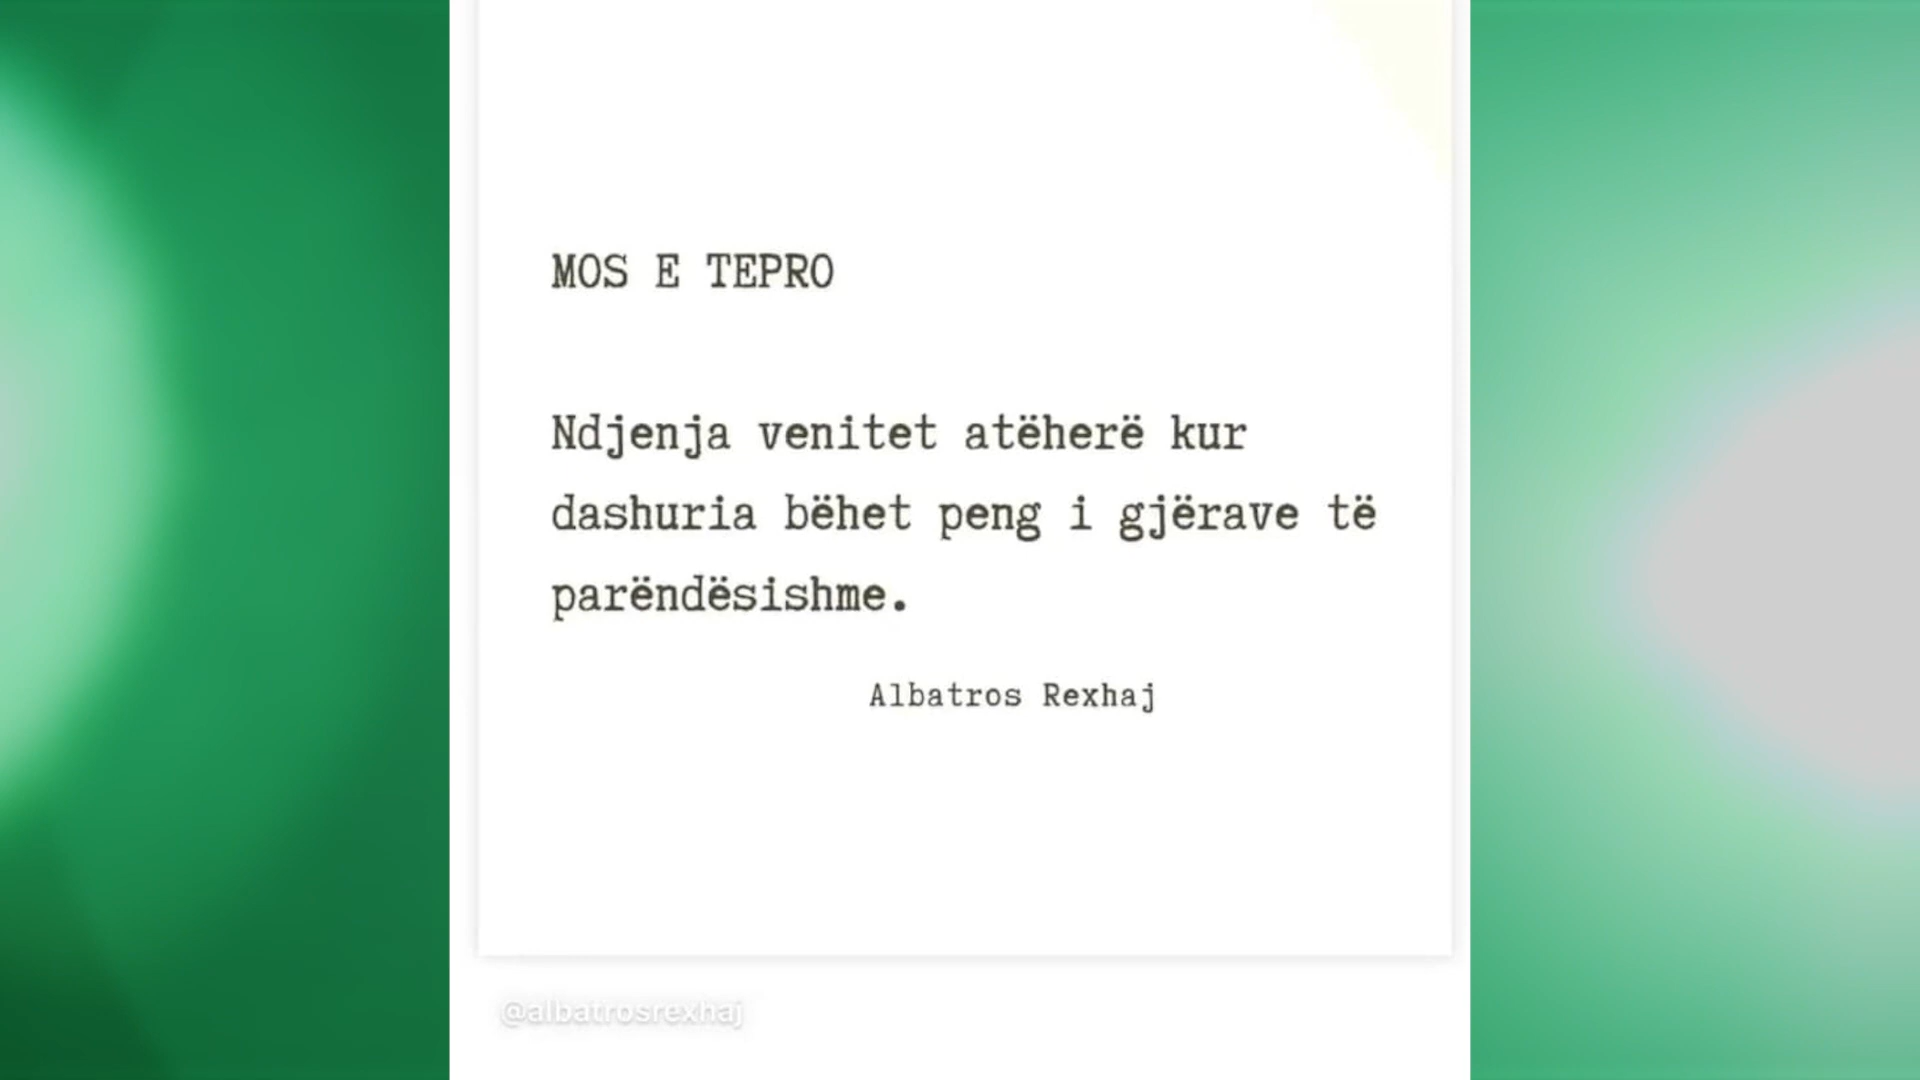 MOS E TEPRO
Ndjenja venitet atëherë kur
dashuria bëhet peng i gjërave të
parëndësishme.
Albatros Rexhaj
@albatrosrexhaj